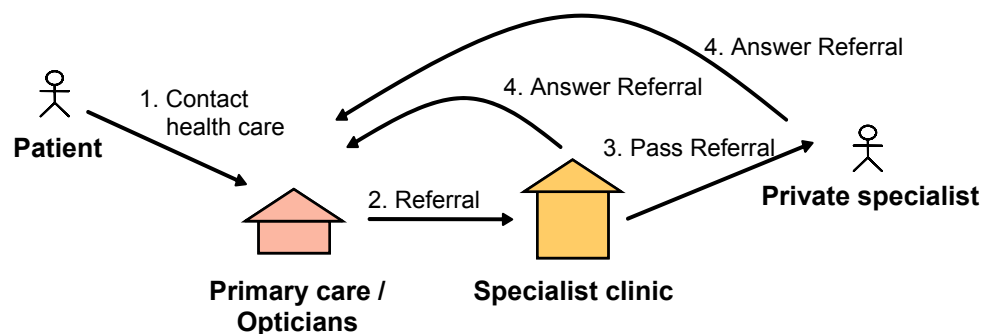 4. Answer Referral
4. Answer Referral
1. Contact
health care
Patient
3. Pass Referral
2. Referral
Private specialist
Primary care /
Opticians
Specialist clinic